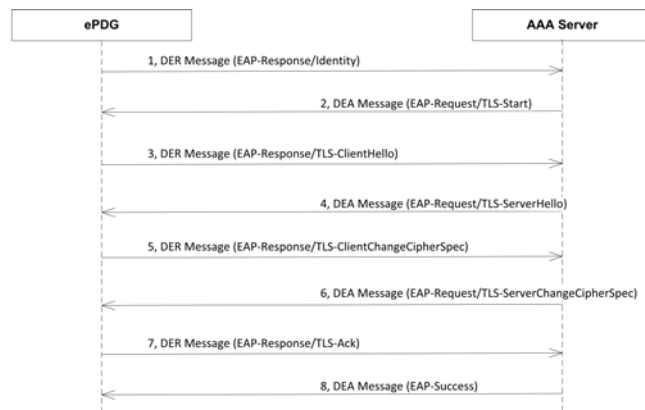 ePDG
AAA Server
1, DER Message (EAP-Response/Identity)
2, DEA Message (EAP-Request/TLS-Start)
3, DER Message (EAP-Response/TLS-ClientHello)
4, DEA Message (EAP-Request/TLS-ServerHello)
5, DER Message (EAP-Response/TLS-ClientChangeCipherSpec)
6, DEA Message (EAP-Request/TLS-ServerChangeCipherSpec)
7, DER Message (EAP-Response/TLS-Ack)
8, DEA Message (EAP-Success)